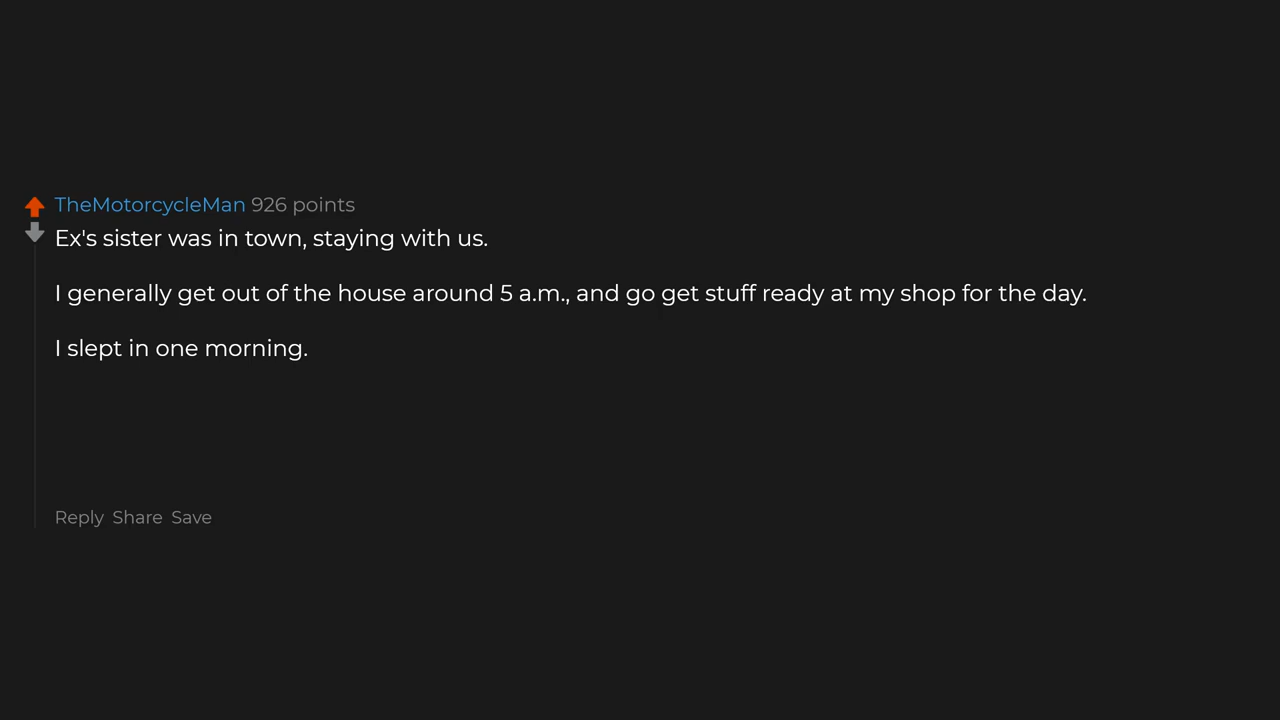 TheMotorcycleMan 926 points
Ex's sister was in town, staying with us.
I generally get out of the house around 5 a.m., and go get stuff ready at my shop for the day.
I slept in one morning.
Reply Share Save